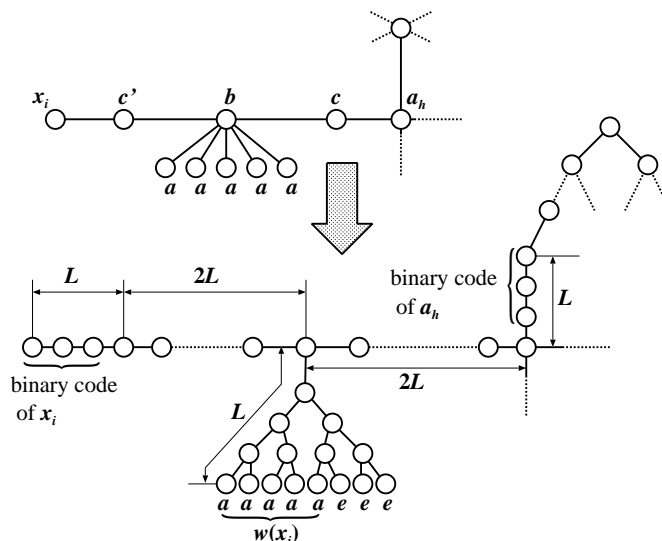 x_i c' b c a_h
a a a a a
L 2L
binary code
of a_h
L
binary code
of x_i
L
2L
a a a a a e e e
w(x_i)